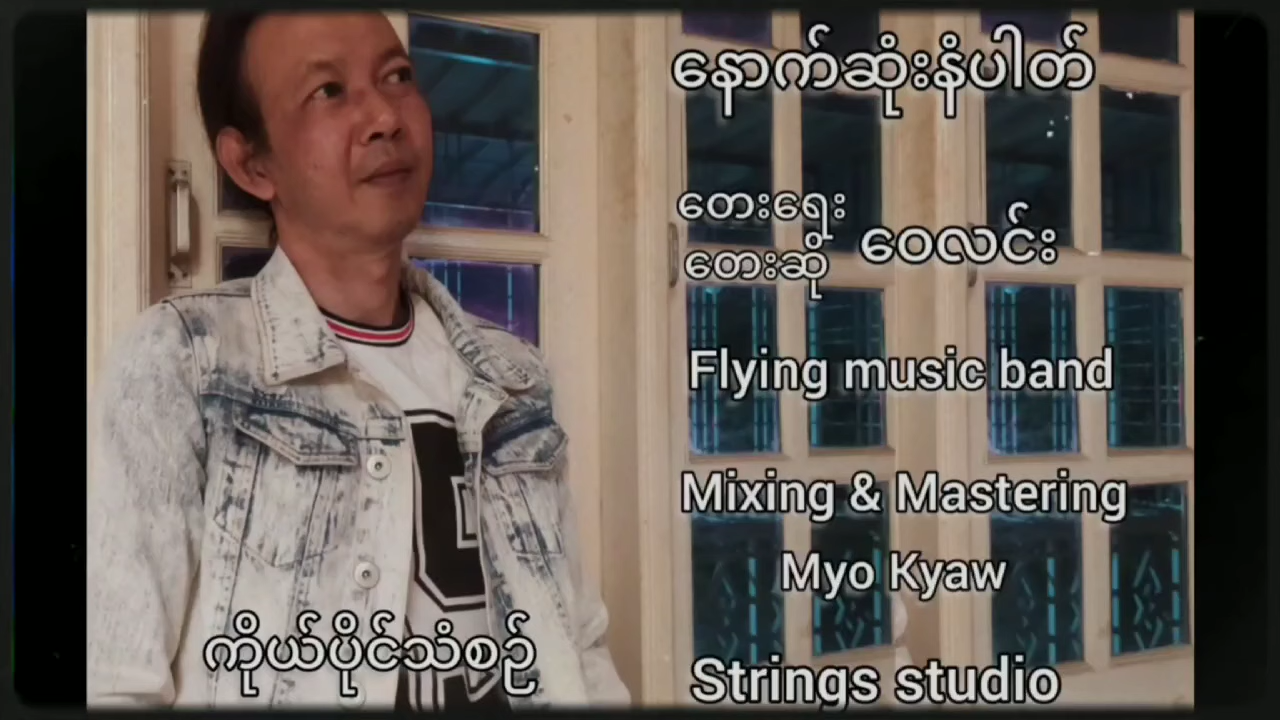 နောက်ဆုံးနံပါတ်
တေးရေး
တေးဆို ဝေလင်း
Flying music band
Mixing & Mastering
Myo Kyaw
Strings studio
ကိုယ်ပိုင်သံစဉ်